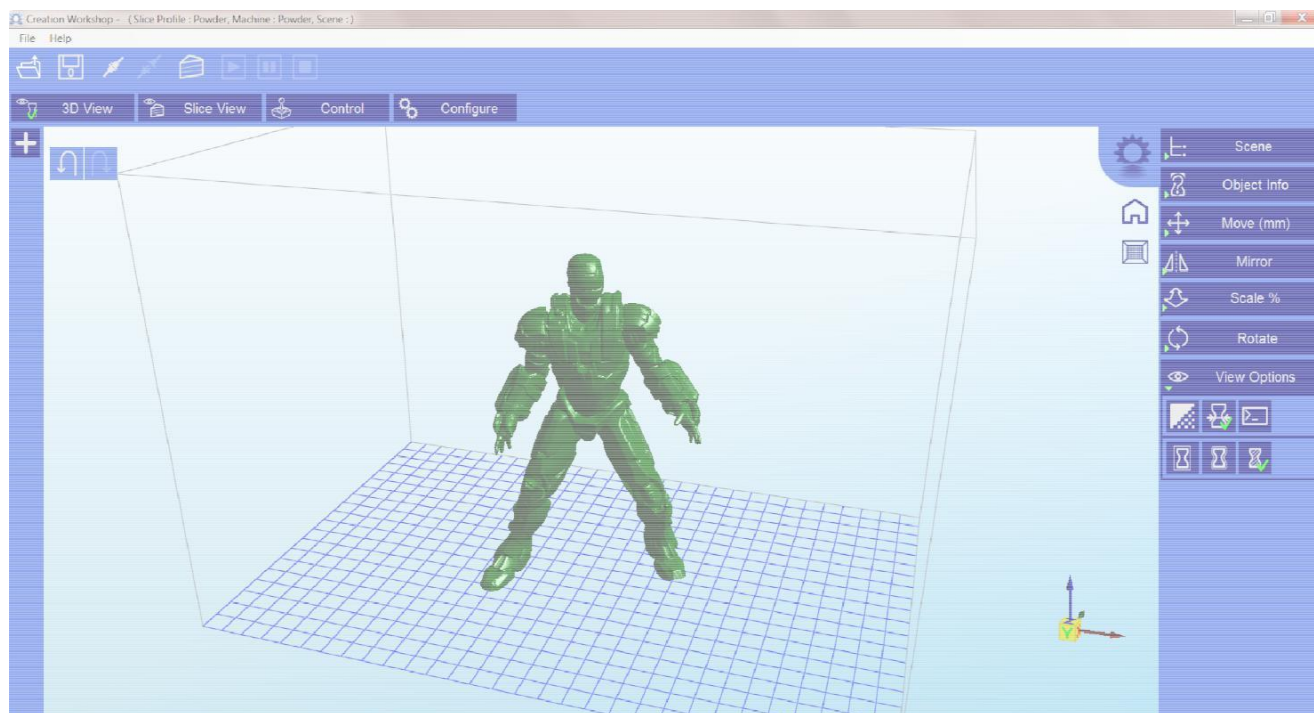 Creation Workshop - ( Slice Profile : Powder, Machine : Powder, Scene : )
File Help
3D View Slice View Control Configure
Scene
Object Info
Move (mm)
Mirror
Scale %
Rotate
View Options
Y